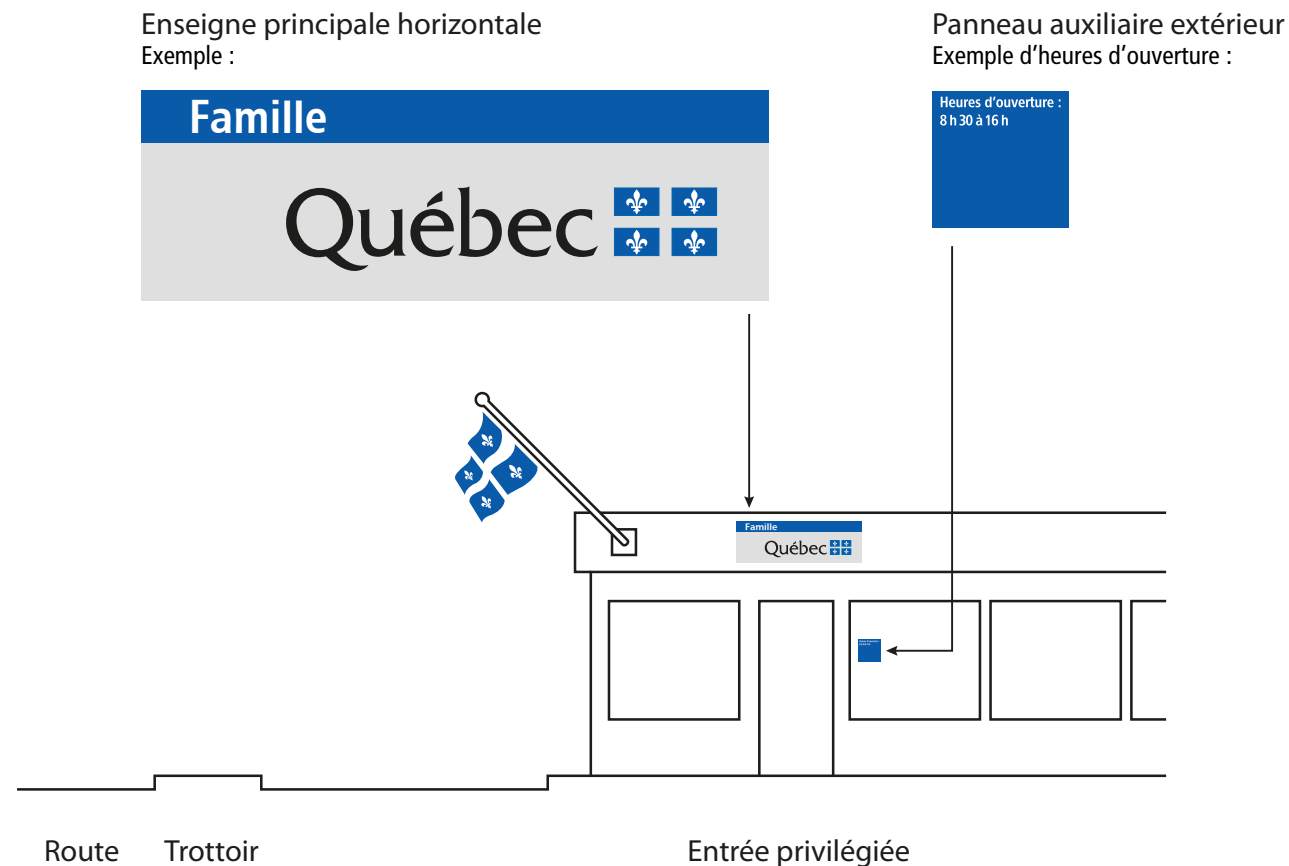 Enseigne principale horizontale
Exemple :
Famille
Québec
Panneau auxiliaire extérieur
Exemple d’heures d’ouverture :
Heures d’ouverture :
8 h 30 à 16 h
Famille
Québec
Route
Trottoir
Entrée privilégiée